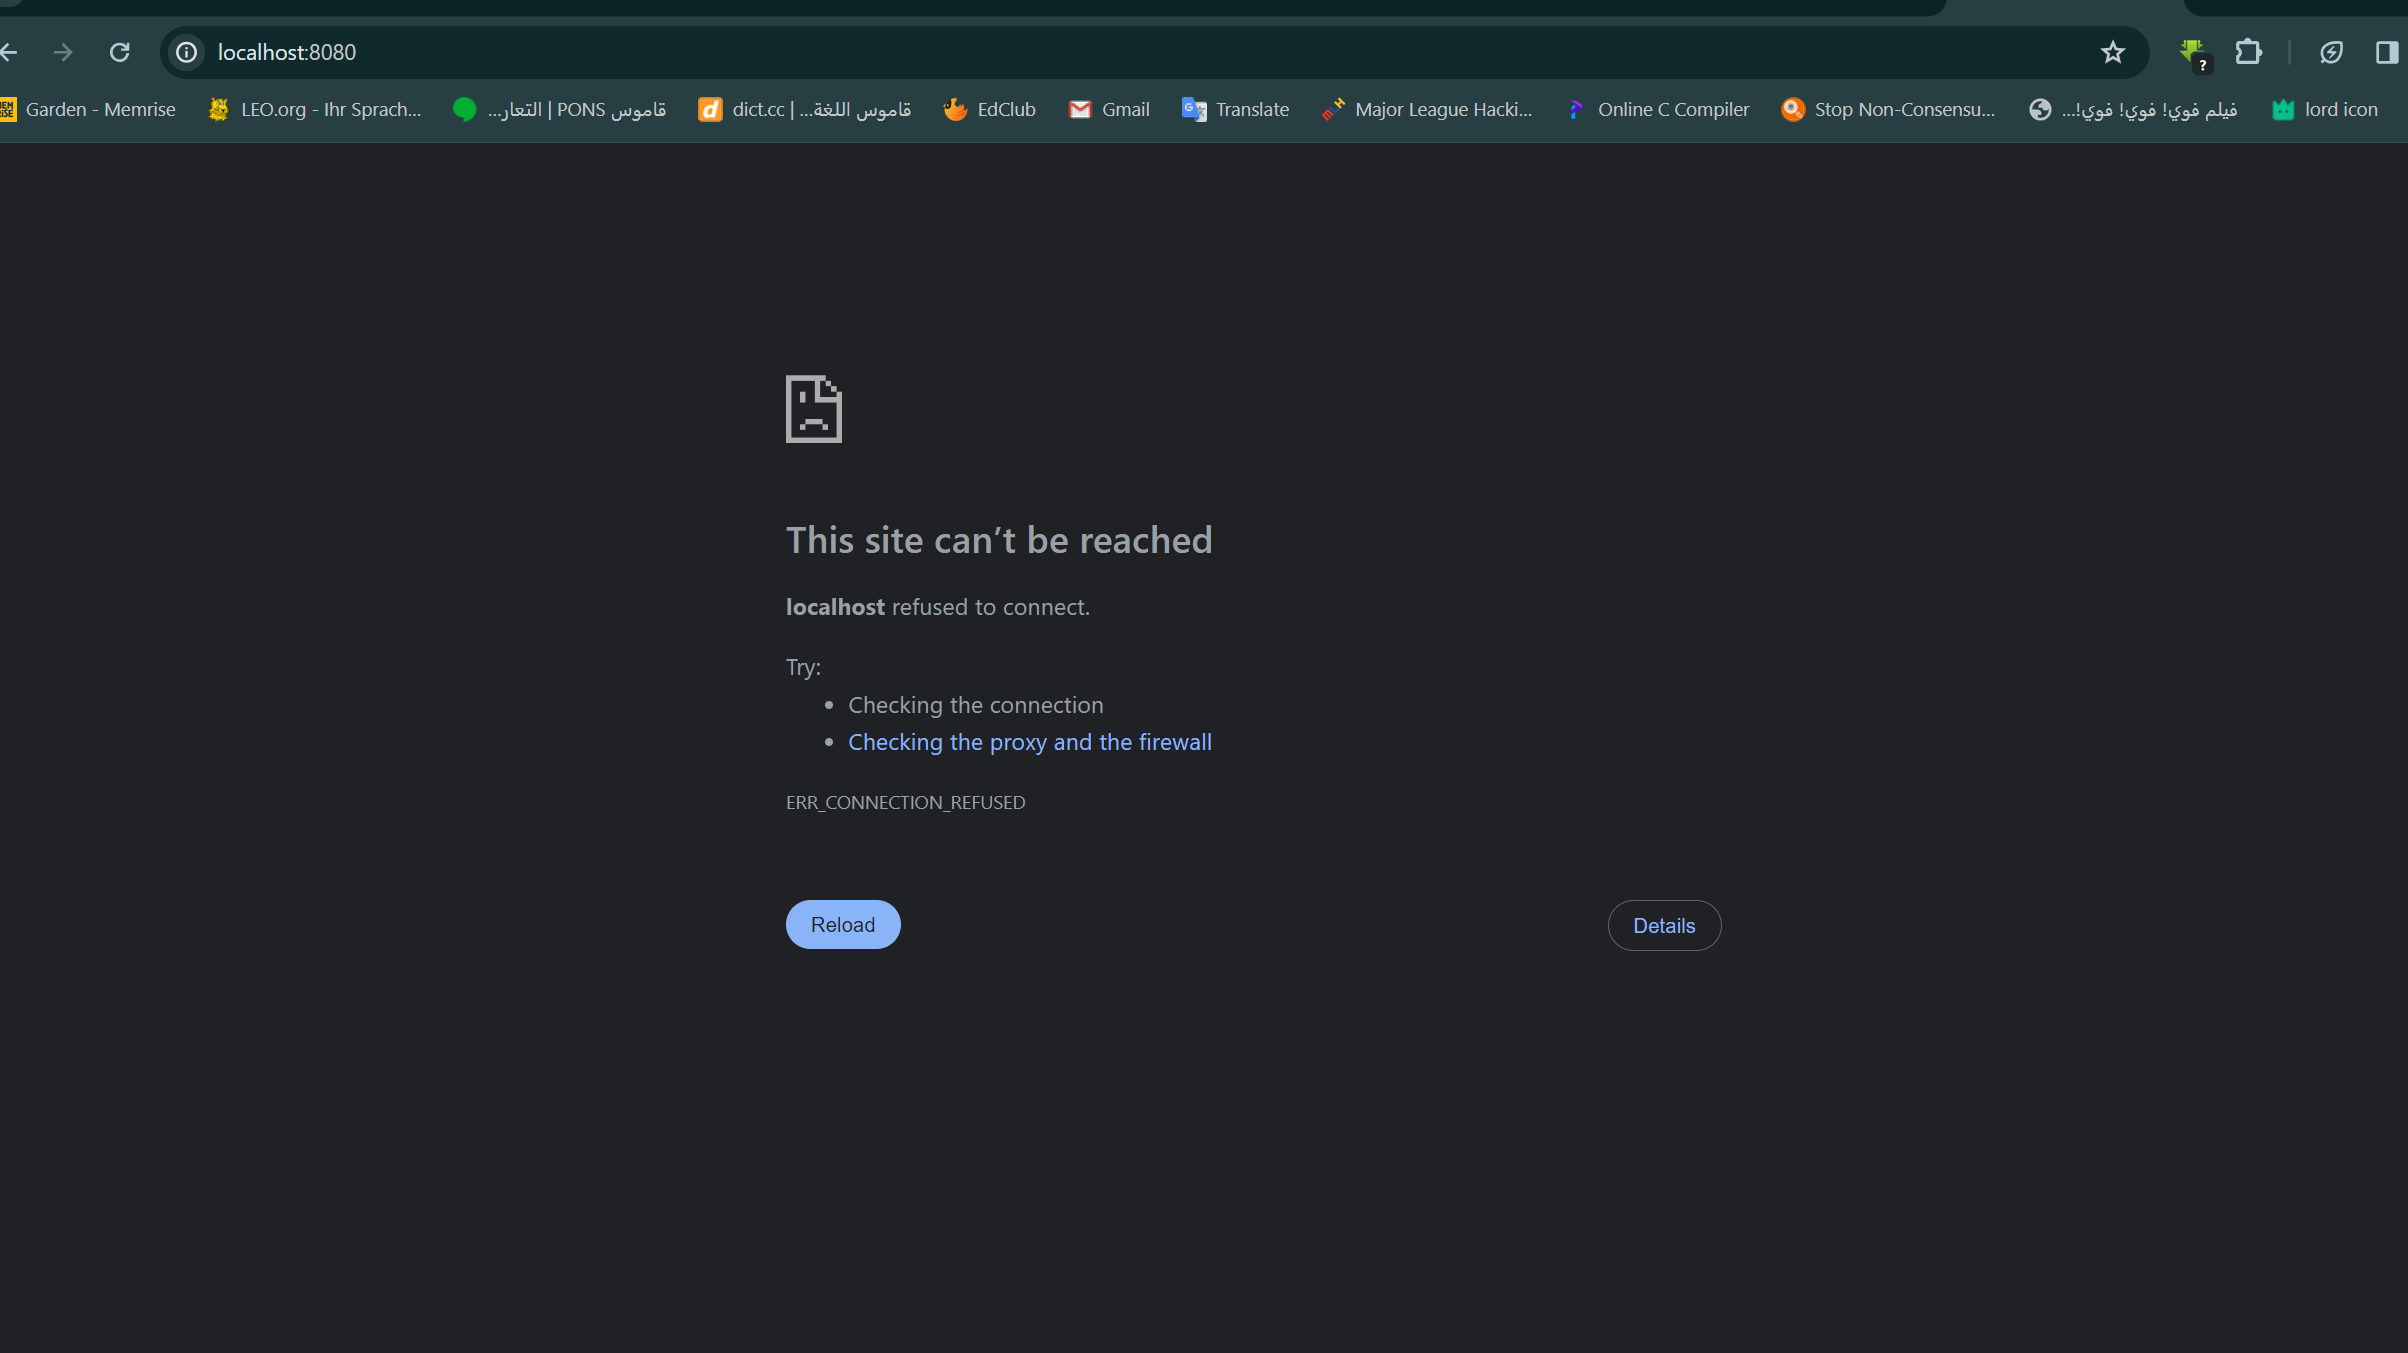 localhost:8080
?
Garden - Memrise
LEO.org - Ihr Sprach...
قاموس PONS | التعار...
dict.cc | قاموس اللغة...
EdClub
Gmail
Translate
Major League Hacki...
Online C Compiler
Stop Non-Consensu...
فيلم فوي! فوي! فوي!...
lord icon
This site can’t be reached
localhost refused to connect.
Try:
• Checking the connection
• Checking the proxy and the firewall
ERR_CONNECTION_REFUSED
Reload
Details